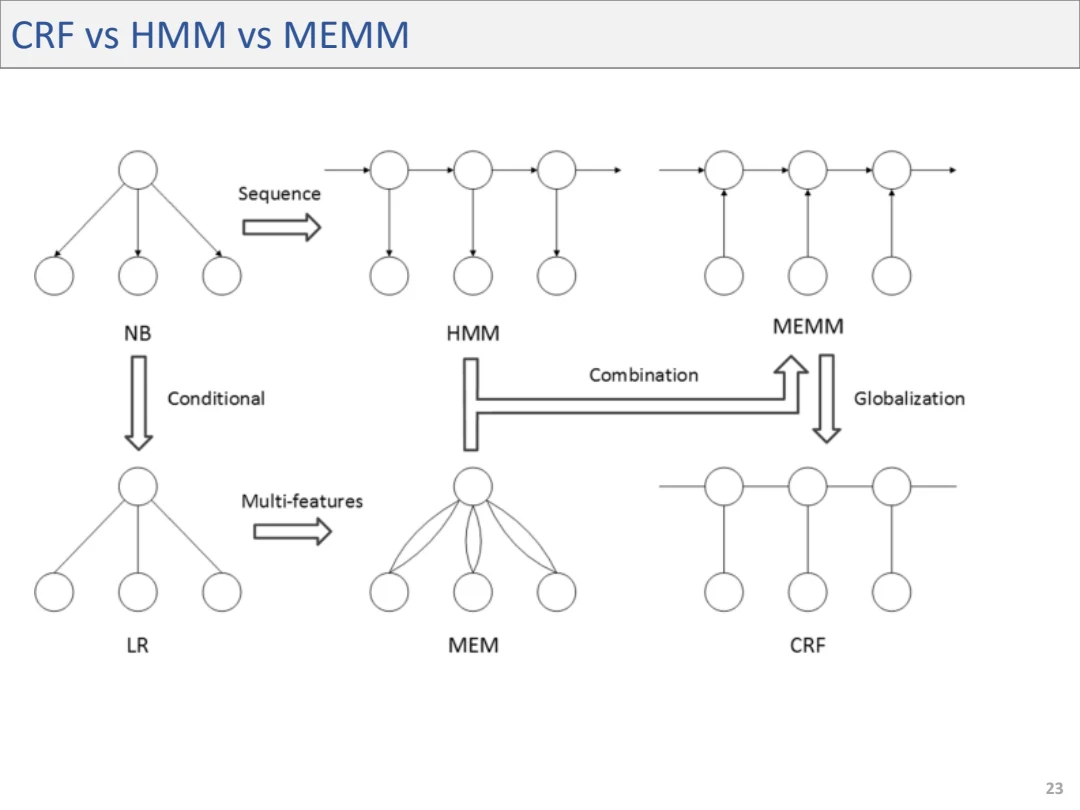 CRF vs HMM vs MEMM
Sequence
NB
HMM
MEMM
Conditional
Combination
Globalization
Multi-features
LR
MEM
CRF
23